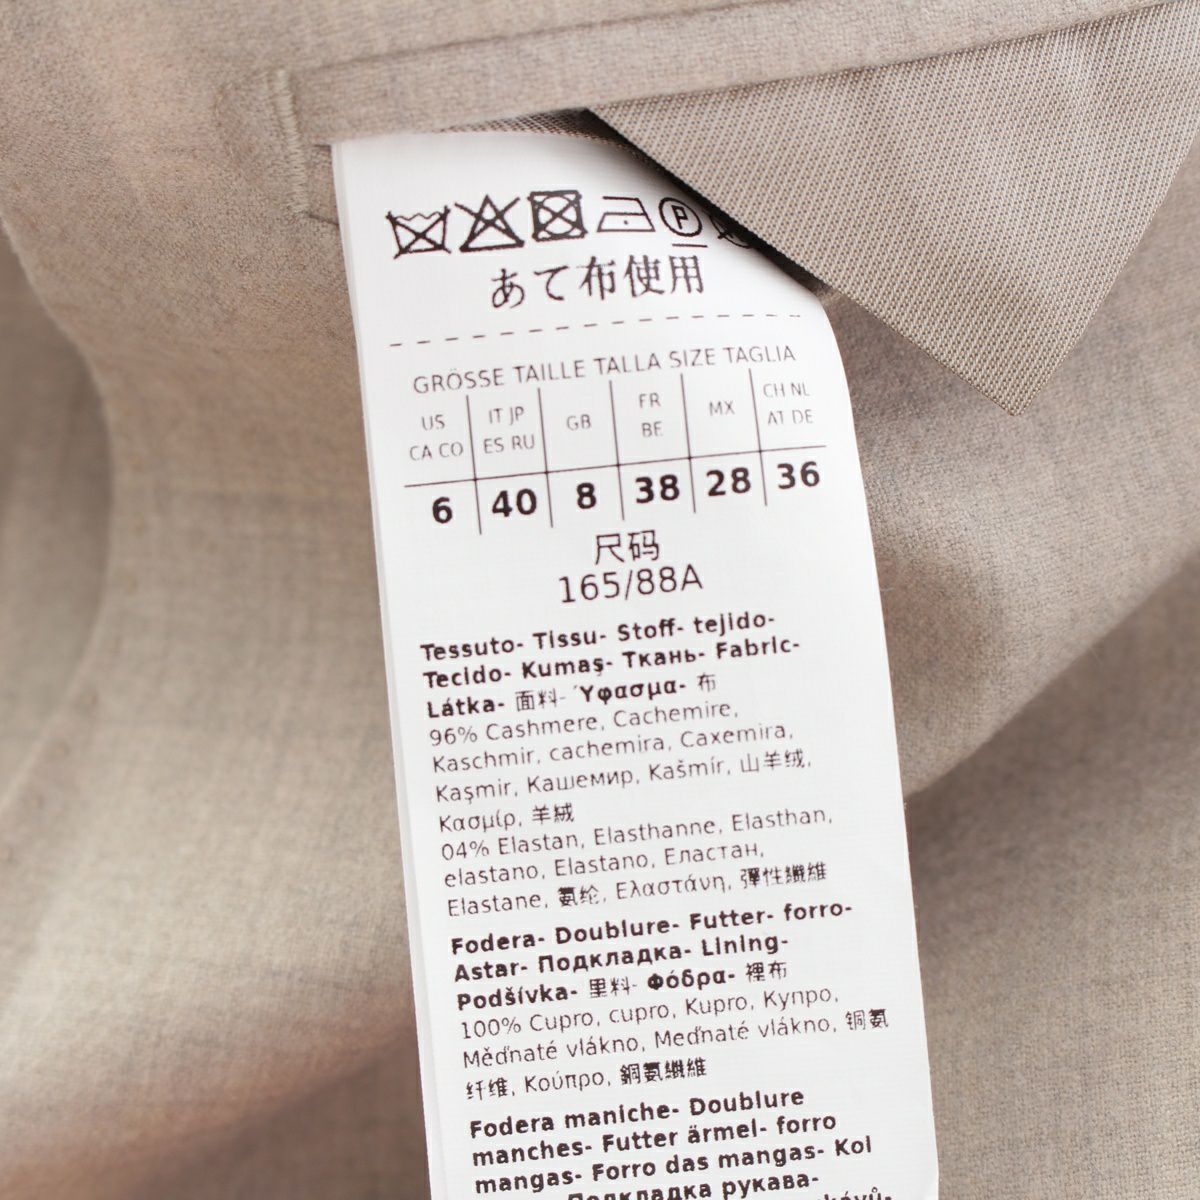 P
あて布使用
GRÖSSE TAILLE TALLA SIZE TAGLIA
US CA CO
IT JP ES RU
GB
FR BE
MX
CH NL AT DE
6 40 8 38 28 36
尺码
165/88A
Tessuto- Tissu- Stoff- tejido-
Tecido- Kumaş- Ткань- Fabric-
Látka- 面料- Ύφασμα- 布
96% Cashmere, Cachemire,
Kaschmir, cachemira, Caxemira,
Kaşmir, Кашемир, Kašmír, 山羊绒,
Κασμίρ, 羊絨
04% Elastan, Elasthanne, Elasthan,
elastano, Elastano, Еластан,
Elastane, 氨纶, Ελαστάνη, 彈性纖維
Fodera- Doublure- Futter- forro-
Astar- Подкладка- Lining-
Podšívka- 里料- Φόδρα- 裡布
100% Cupro, cupro, Kupro, Купро,
Měďnaté vlákno, Meďnaté vlákno, 铜氨
纤维, Κούπρο, 銅氨纖維
Fodera maniche- Doublure
manches- Futter ärmel- forro
mangas- Forro das mangas- Kol
Подкладка рукава-